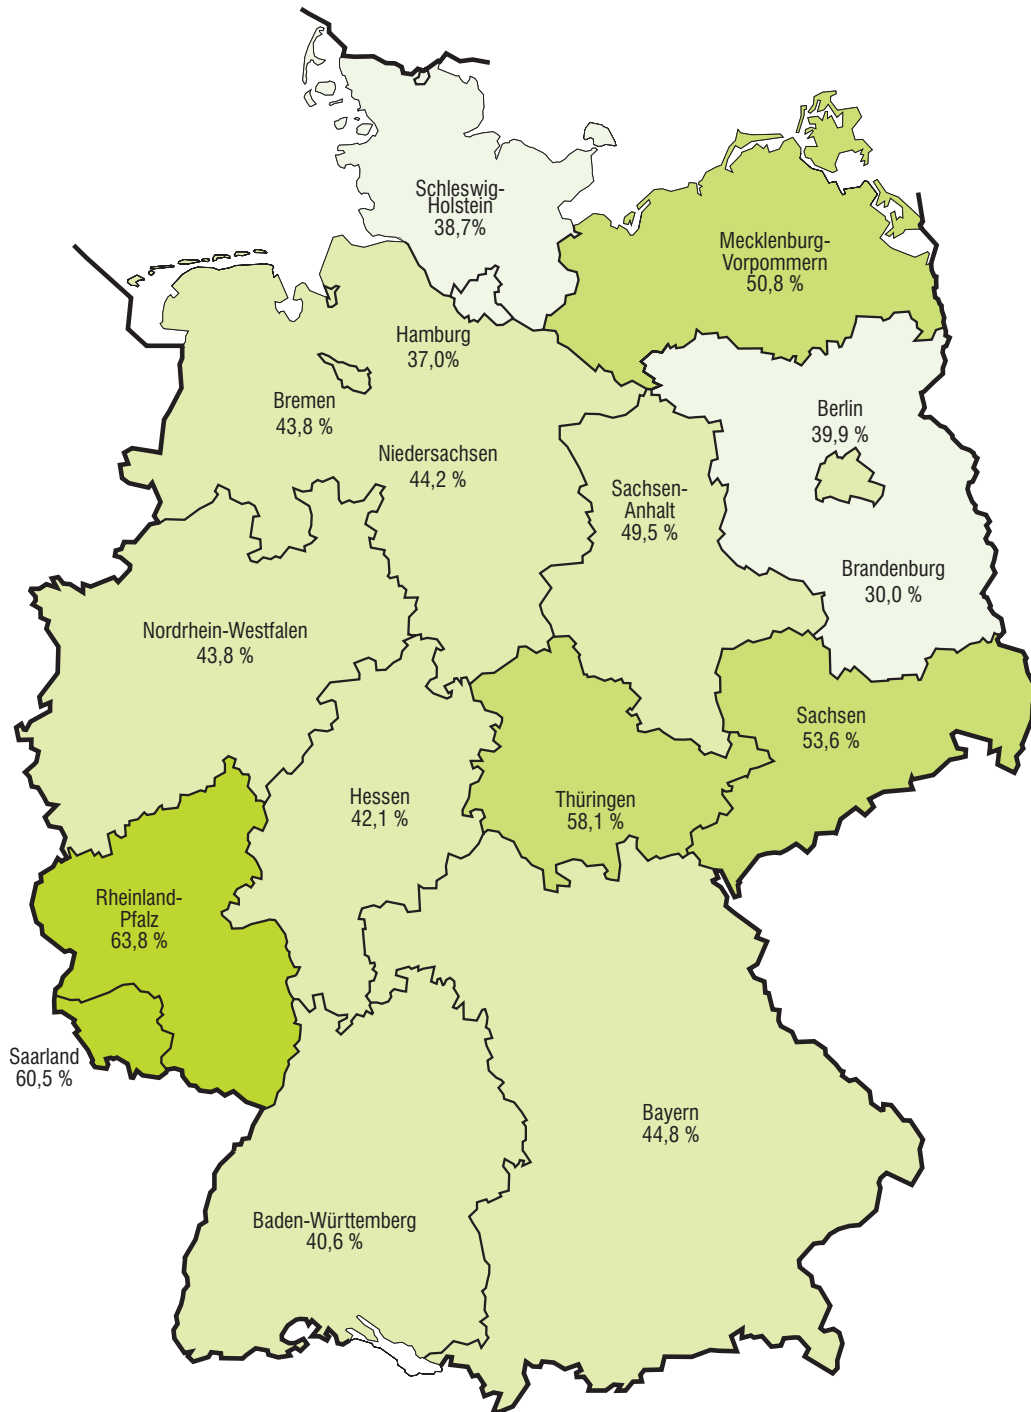 Schleswig-
Holstein
38,7%
Mecklenburg-
Vorpommern
50,8 %
Hamburg
37,0%
Bremen
43,8 %
Berlin
39,9 %
Niedersachsen
44,2 %
Sachsen-
Anhalt
49,5 %
Brandenburg
30,0 %
Nordrhein-Westfalen
43,8 %
Sachsen
53,6 %
Hessen
42,1 %
Thüringen
58,1 %
Rheinland-
Pfalz
63,8 %
Saarland
60,5 %
Bayern
44,8 %
Baden-Württemberg
40,6 %